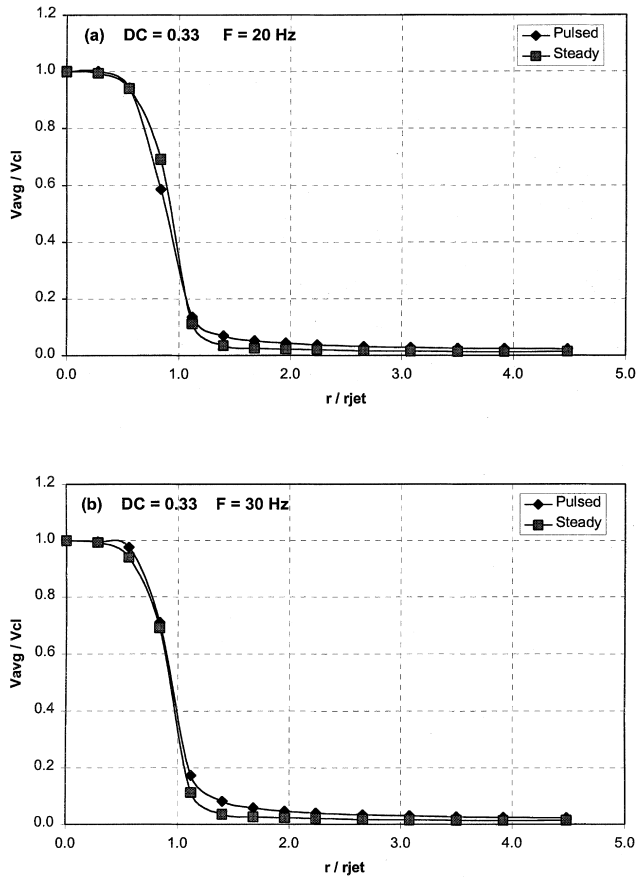 1.2
(a) DC = 0.33 F = 20 Hz
Pulsed
Steady
1.0
0.8
0.6
0.4
0.2
0.0
Vavg / Vcl
0.0 1.0 2.0 3.0 4.0 5.0
r / rjet
1.2
(b) DC = 0.33 F = 30 Hz
Pulsed
Steady
1.0
0.8
0.6
0.4
0.2
0.0
Vavg / Vcl
0.0 1.0 2.0 3.0 4.0 5.0
r / rjet